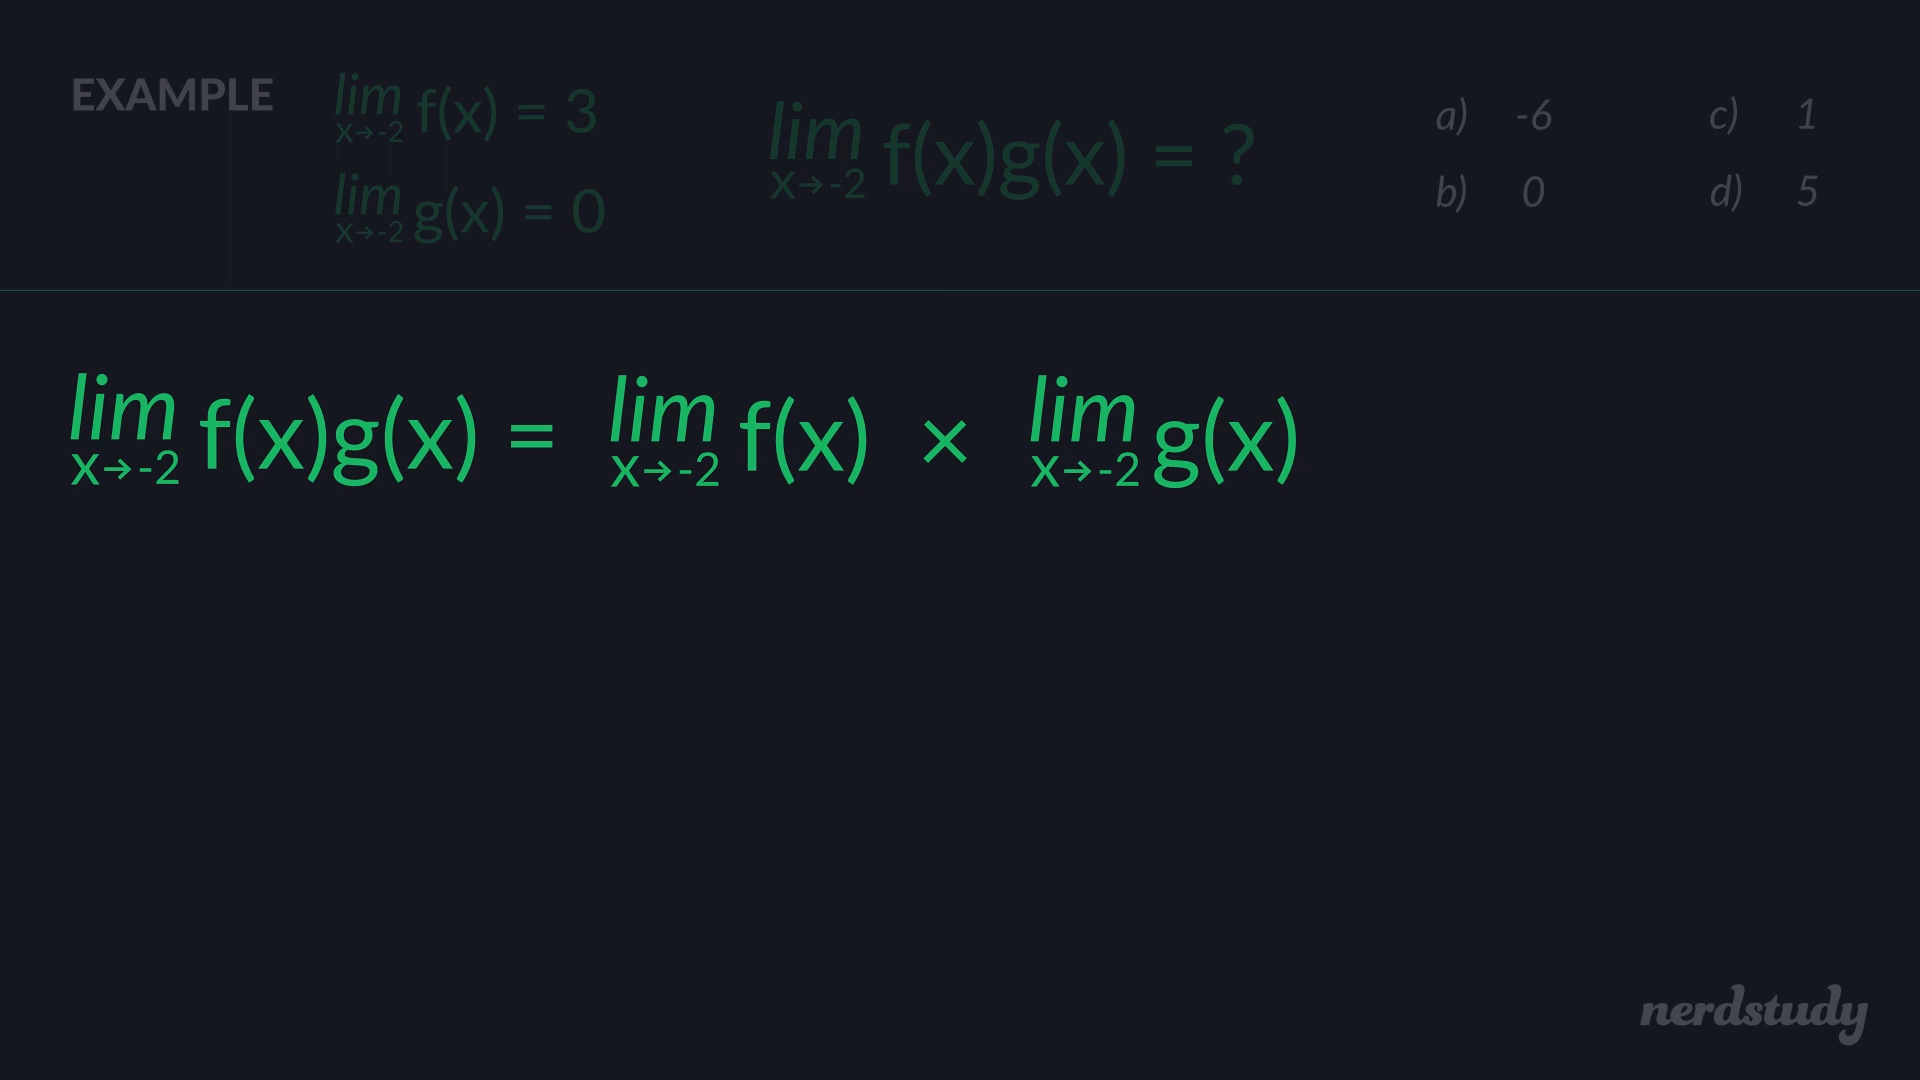 EXAMPLE
lim x→-2 f(x) = 3
lim x→-2 g(x) = 0
lim x→-2 f(x)g(x) = ?
a) -6
b) 0
c) 1
d) 5
lim x→-2 f(x)g(x) = lim x→-2 f(x) × lim x→-2 g(x)
nerdstudy